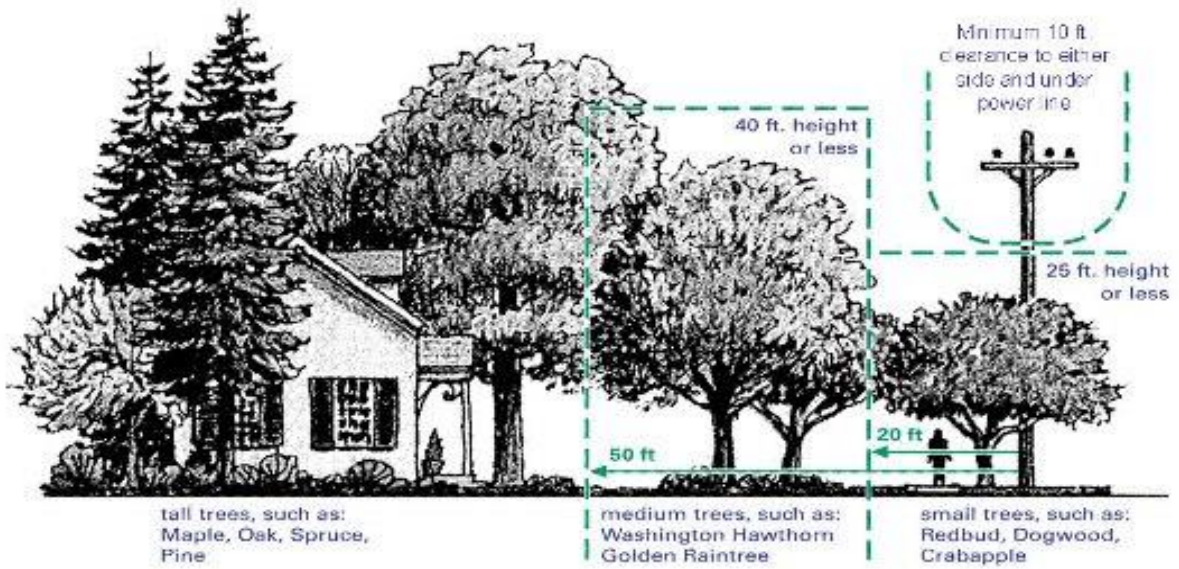 Minimum 10 ft.
clearance to either
side and under
power line
40 ft. height
or less
25 ft. height
or less
20 ft
50 ft
tall trees, such as:
Maple, Oak, Spruce,
Pine
medium trees, such as:
Washington Hawthorn
Golden Raintree
small trees, such as:
Redbud, Dogwood,
Crabapple